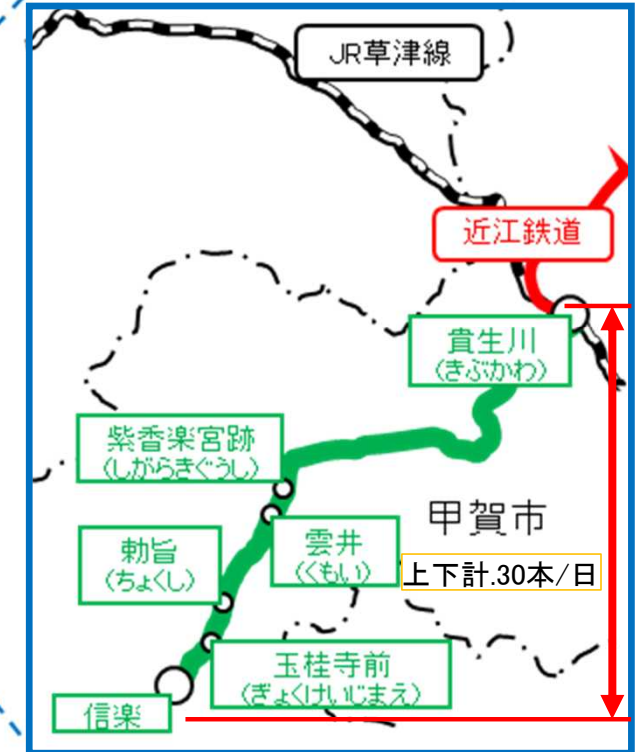 JR草津線
近江鉄道
貴生川
(きぶかわ)
紫香楽宮跡
(しがらきぐうし)
甲賀市
雲井
(くもい)
勅旨
(ちょくし)
上下計.30本/日
玉桂寺前
(ぎょくけいじまえ)
信楽